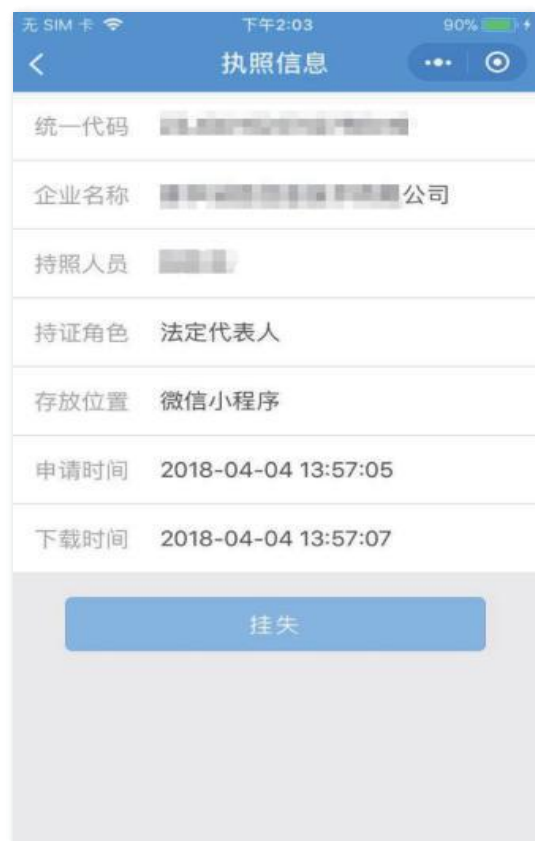 无 SIM 卡 下午2:03 90%
执照信息
统一代码
企业名称 公司
持照人员
持证角色 法定代表人
存放位置 微信小程序
申请时间 2018-04-04 13:57:05
下载时间 2018-04-04 13:57:07
挂失